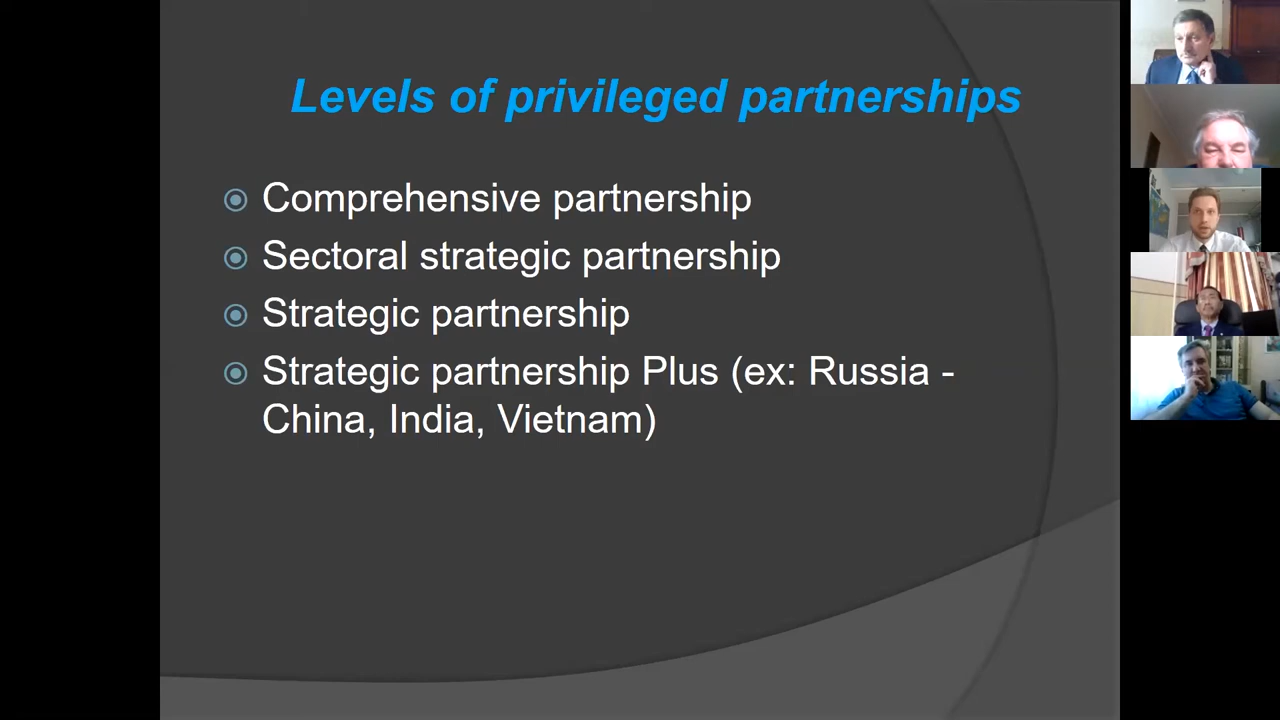 Levels of privileged partnerships
Comprehensive partnership
Sectoral strategic partnership
Strategic partnership
Strategic partnership Plus (ex: Russia -
China, India, Vietnam)